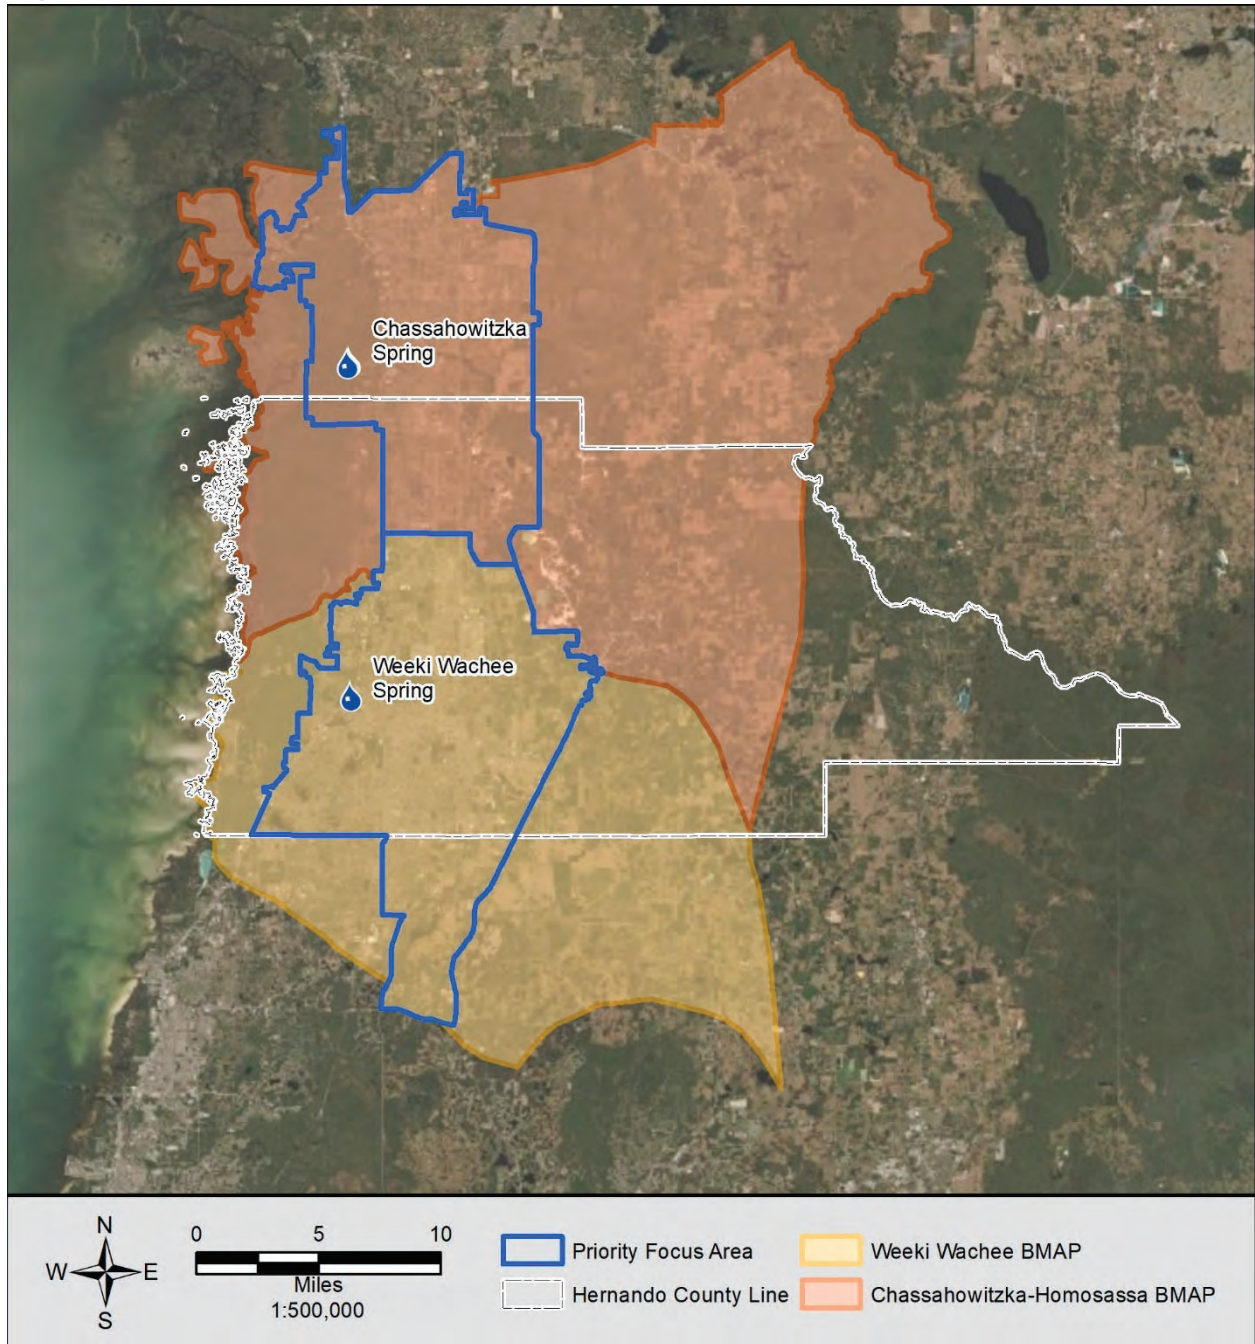 Chassahowitzka
Spring
Weeki Wachee
Spring
N
W
E
S
0 5 10
Miles
1:500,000
Priority Focus Area
Hernando County Line
Weeki Wachee BMAP
Chassahowitzka-Homosassa BMAP